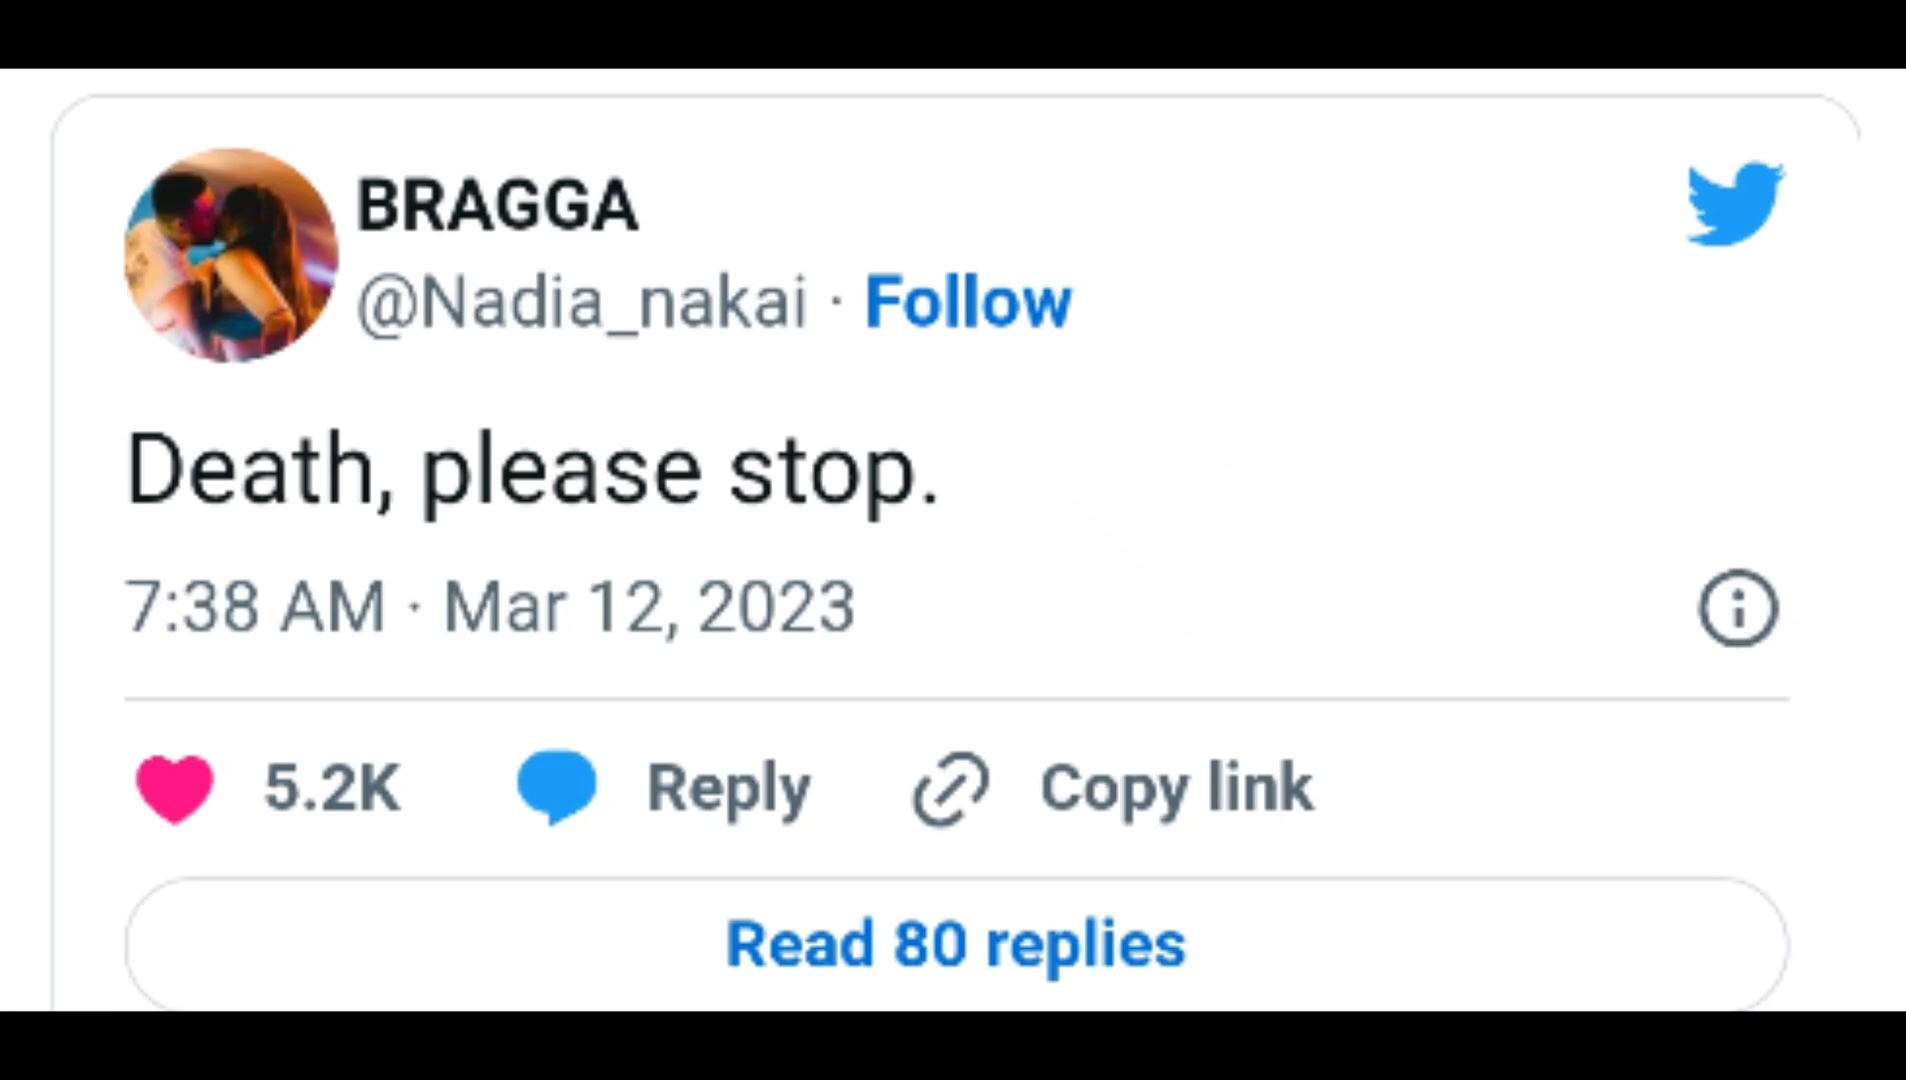 BRAGGA
@Nadia_nakai · Follow
Death, please stop.
7:38 AM · Mar 12, 2023
5.2K Reply Copy link
Read 80 replies